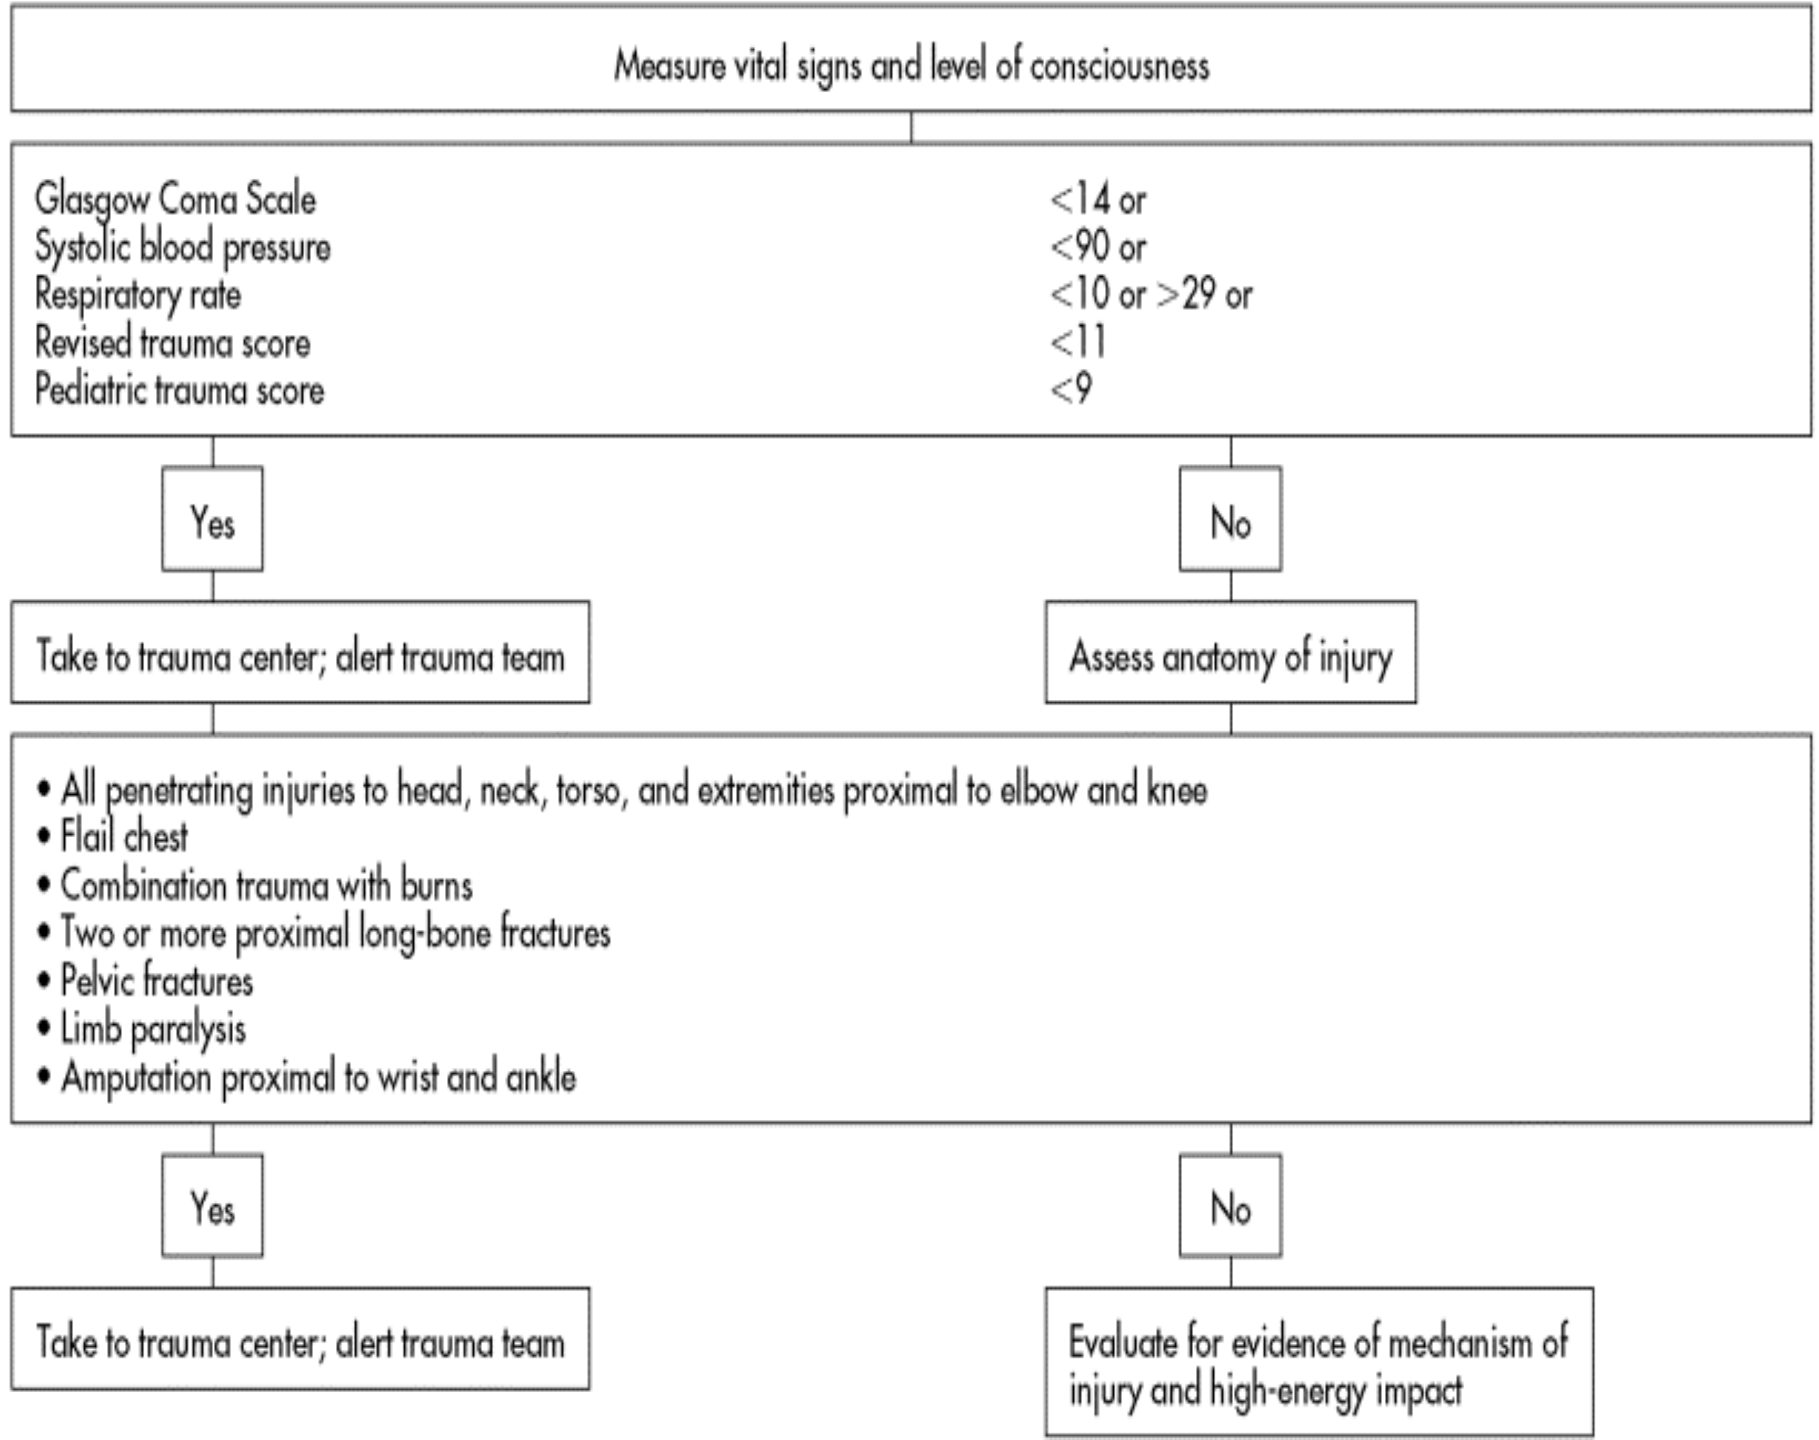 Measure vital signs and level of consciousness
Glasgow Coma Scale <14 or
Systolic blood pressure <90 or
Respiratory rate <10 or >29 or
Revised trauma score <11
Pediatric trauma score <9
Yes
No
Take to trauma center; alert trauma team
Assess anatomy of injury
• All penetrating injuries to head, neck, torso, and extremities proximal to elbow and knee
• Flail chest
• Combination trauma with burns
• Two or more proximal long-bone fractures
• Pelvic fractures
• Limb paralysis
• Amputation proximal to wrist and ankle
Yes
No
Take to trauma center; alert trauma team
Evaluate for evidence of mechanism of
injury and high-energy impact